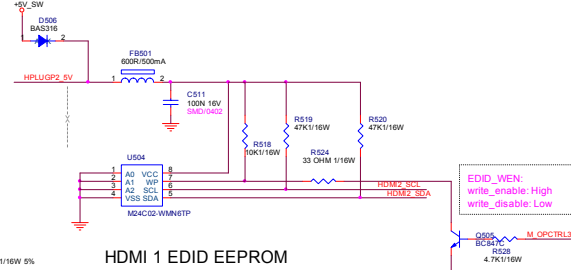 +5V_SW
D506
BAS316
1 2
HPLUGP2_5V
FB501
600R/500mA
1 2
C511
100N 16V
SMD/0402
R518
10K1/16W
R519
47K1/16W
R520
47K1/16W
R524
33 OHM 1/16W
U504
1 A0 VCC 8
2 A1 WP 7
3 A2 SCL 6
4 VSS SDA 5
M24C02-WMN6TP
HDMI2_SCL
HDMI2_SDA
EDID_WEN:
write_enable: High
write_disable: Low
Q505
BC847C
R528
4.7K1/16W
M_OPCTRL3
1/16W 5%
HDMI 1 EDID EEPROM